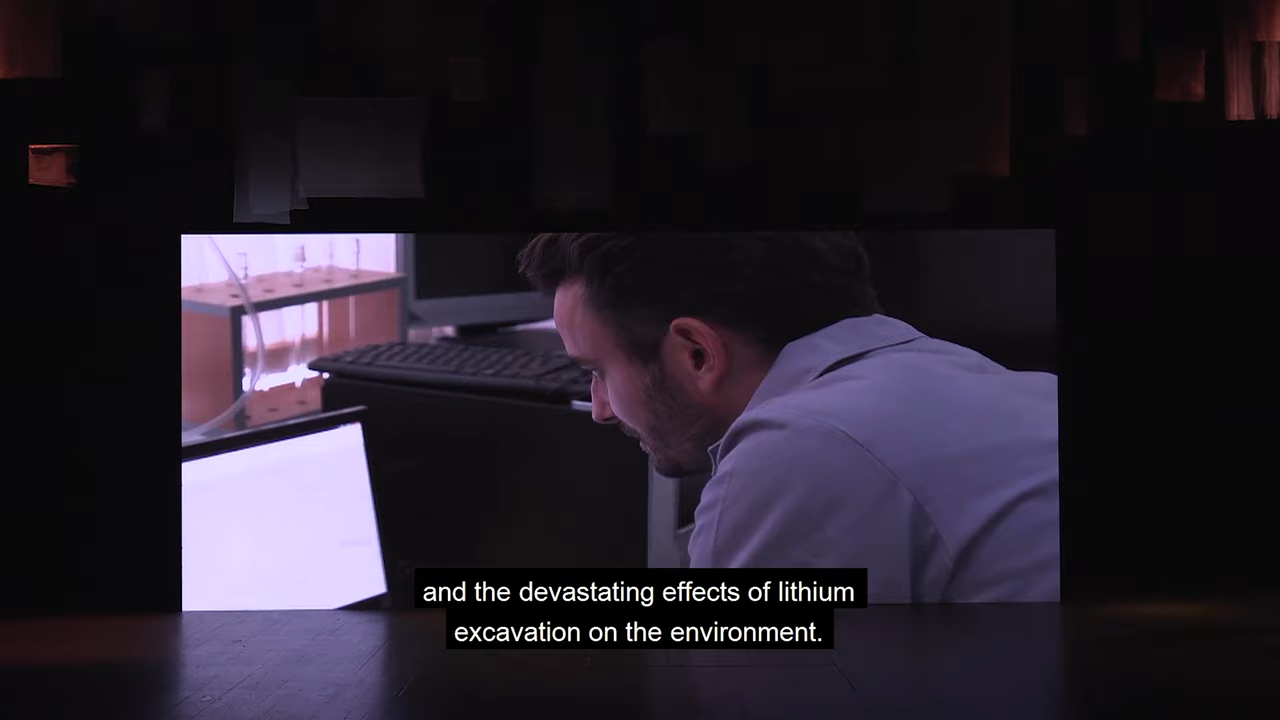 and the devastating effects of lithium
excavation on the environment.